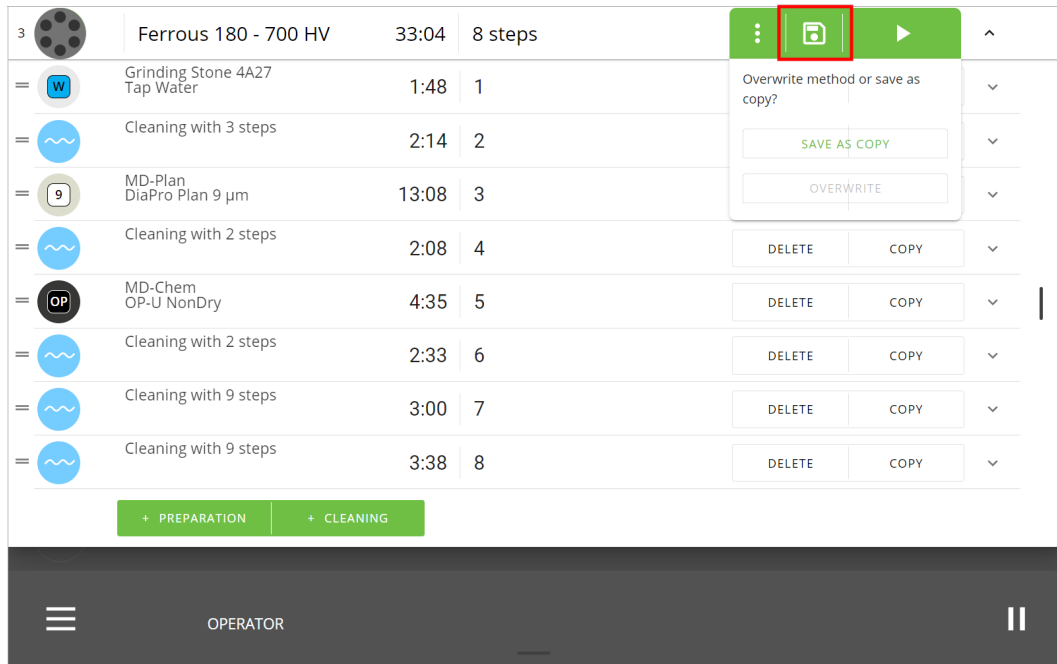 3 Ferrous 180 - 700 HV 33:04 8 steps
Overwrite method or save as
copy?
SAVE AS COPY
OVERWRITE
W Grinding Stone 4A27
Tap Water 1:48 1
Cleaning with 3 steps 2:14 2
9 MD-Plan
DiaPro Plan 9 µm 13:08 3
Cleaning with 2 steps 2:08 4 DELETE COPY
OP MD-Chem
OP-U NonDry 4:35 5 DELETE COPY
Cleaning with 2 steps 2:33 6 DELETE COPY
Cleaning with 9 steps 3:00 7 DELETE COPY
Cleaning with 9 steps 3:38 8 DELETE COPY
+ PREPARATION + CLEANING
OPERATOR